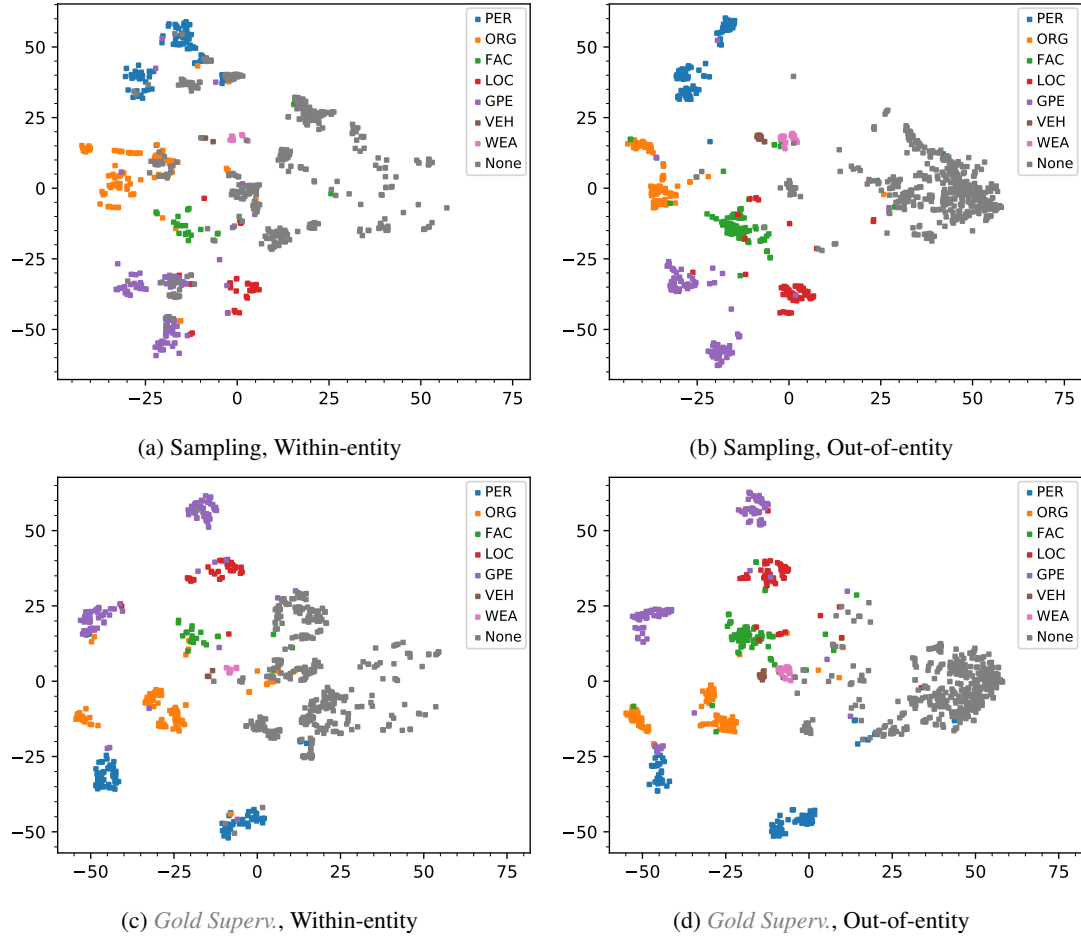 50
25
0
−25
−50
−25 0 25 50 75
PER
ORG
FAC
LOC
GPE
VEH
WEA
None
(a) Sampling, Within-entity
50
25
0
−25
−50
−25 0 25 50 75
PER
ORG
FAC
LOC
GPE
VEH
WEA
None
(b) Sampling, Out-of-entity
50
25
0
−25
−50
−50 −25 0 25 50 75
PER
ORG
FAC
LOC
GPE
VEH
WEA
None
(c) Gold Superv., Within-entity
50
25
0
−25
−50
−50 −25 0 25 50 75
PER
ORG
FAC
LOC
GPE
VEH
WEA
None
(d) Gold Superv., Out-of-entity